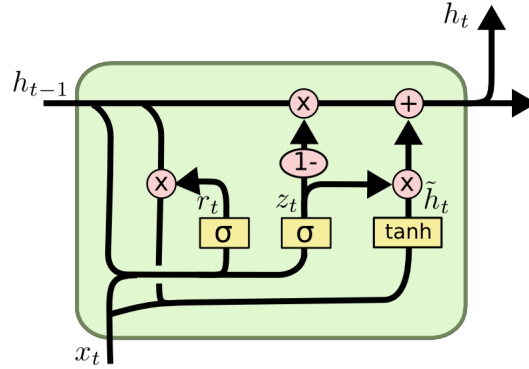 h_t
h_{t-1}
× +
1-
× r_t z_t × h̃_t
σ σ tanh
x_t